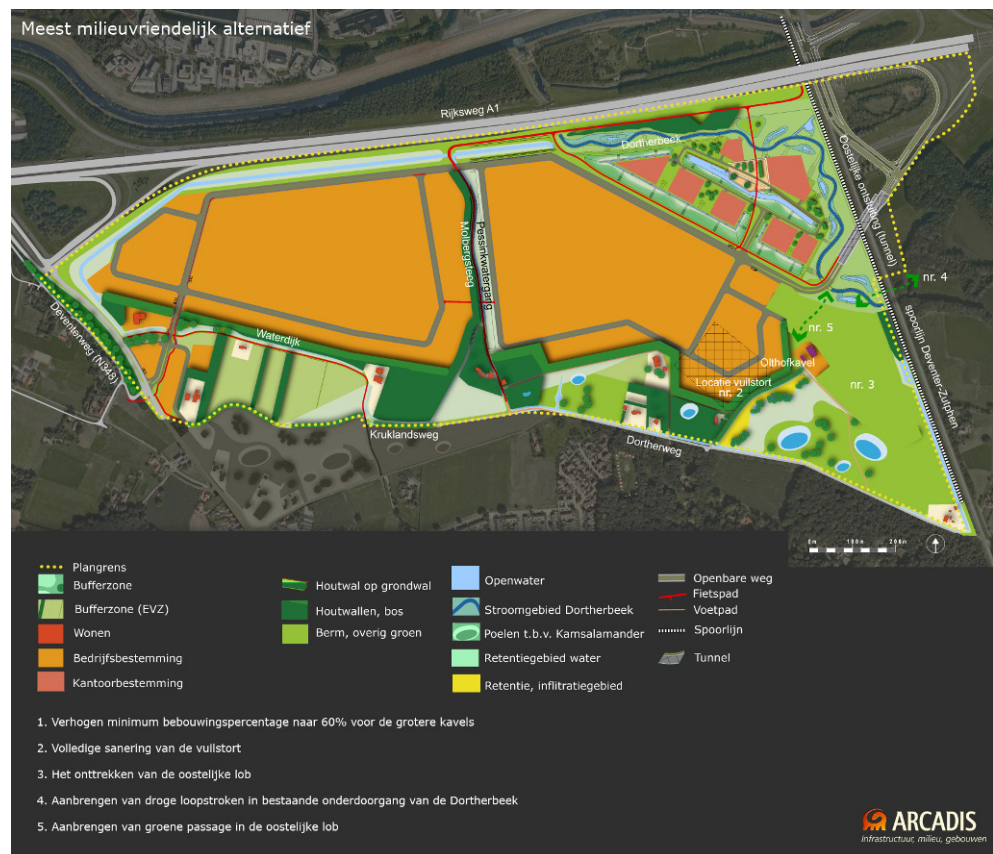 Meest milieuvriendelijk alternatief
Rijksweg A1
Dortherbeek
Oostelijke ontsluiting (tunnel)
Molbergsteeg
Pessinkwatergang
nr. 4
nr. 5
Deventerweg (N348)
Waterdijk
Olthofkavel
spoorlijn Deventer-Zutphen
Locatie vuilstort
nr. 2
nr. 3
Kruklandsweg
Dortherweg
0m 100m 200m
Plangrens
Bufferzone
Bufferzone (EVZ)
Wonen
Bedrijfsbestemming
Kantoorbestemming
Houtwal op grondwal
Houtwallen, bos
Berm, overig groen
Openwater
Stroomgebied Dortherbeek
Poelen t.b.v. Kamsalamander
Retentiegebied water
Retentie, inflitratiegebied
Openbare weg
Fietspad
Voetpad
Spoorlijn
Tunnel
1. Verhogen minimum bebouwingspercentage naar 60% voor de grotere kavels
2. Volledige sanering van de vuilstort
3. Het onttrekken van de oostelijke lob
4. Aanbrengen van droge loopstroken in bestaande onderdoorgang van de Dortherbeek
5. Aanbrengen van groene passage in de oostelijke lob
ARCADIS
infrastructuur, milieu, gebouwen